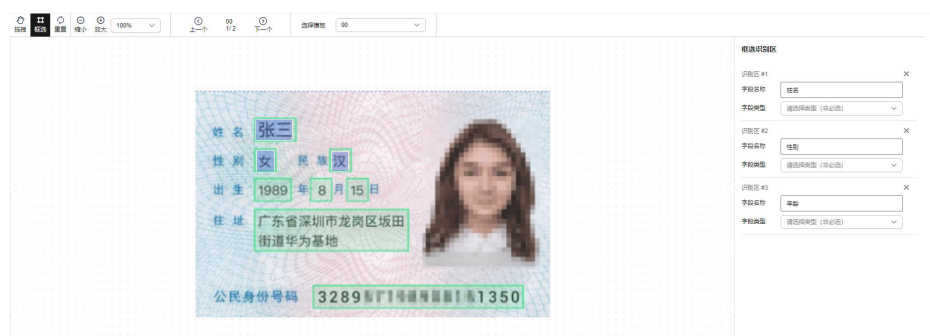 拖拽 框选 重置 缩小 放大 100% 上一个 00 1/2 下一个 选择模板 00
框选识别区
识别区 #1
字段名称 姓名
字段类型 请选择类型（非必选）
识别区 #2
字段名称 性别
字段类型 请选择类型（非必选）
识别区 #3
字段名称 年龄
字段类型 请选择类型（非必选）
姓名 张三
性别 女 民族 汉
出生 1989 年 8 月 15 日
住址 广东省深圳市龙岗区坂田
街道华为基地
公民身份号码 3289 1350